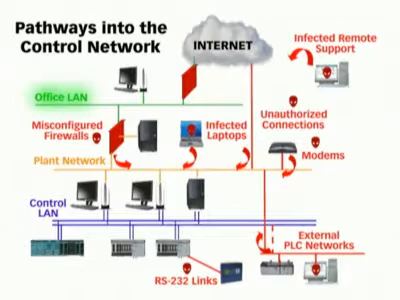 Pathways into the
Control Network
INTERNET
Infected Remote
Support
Office LAN
Misconfigured
Firewalls
Infected
Laptops
Unauthorized
Connections
Modems
Plant Network
Control
LAN
External
PLC Networks
RS-232 Links